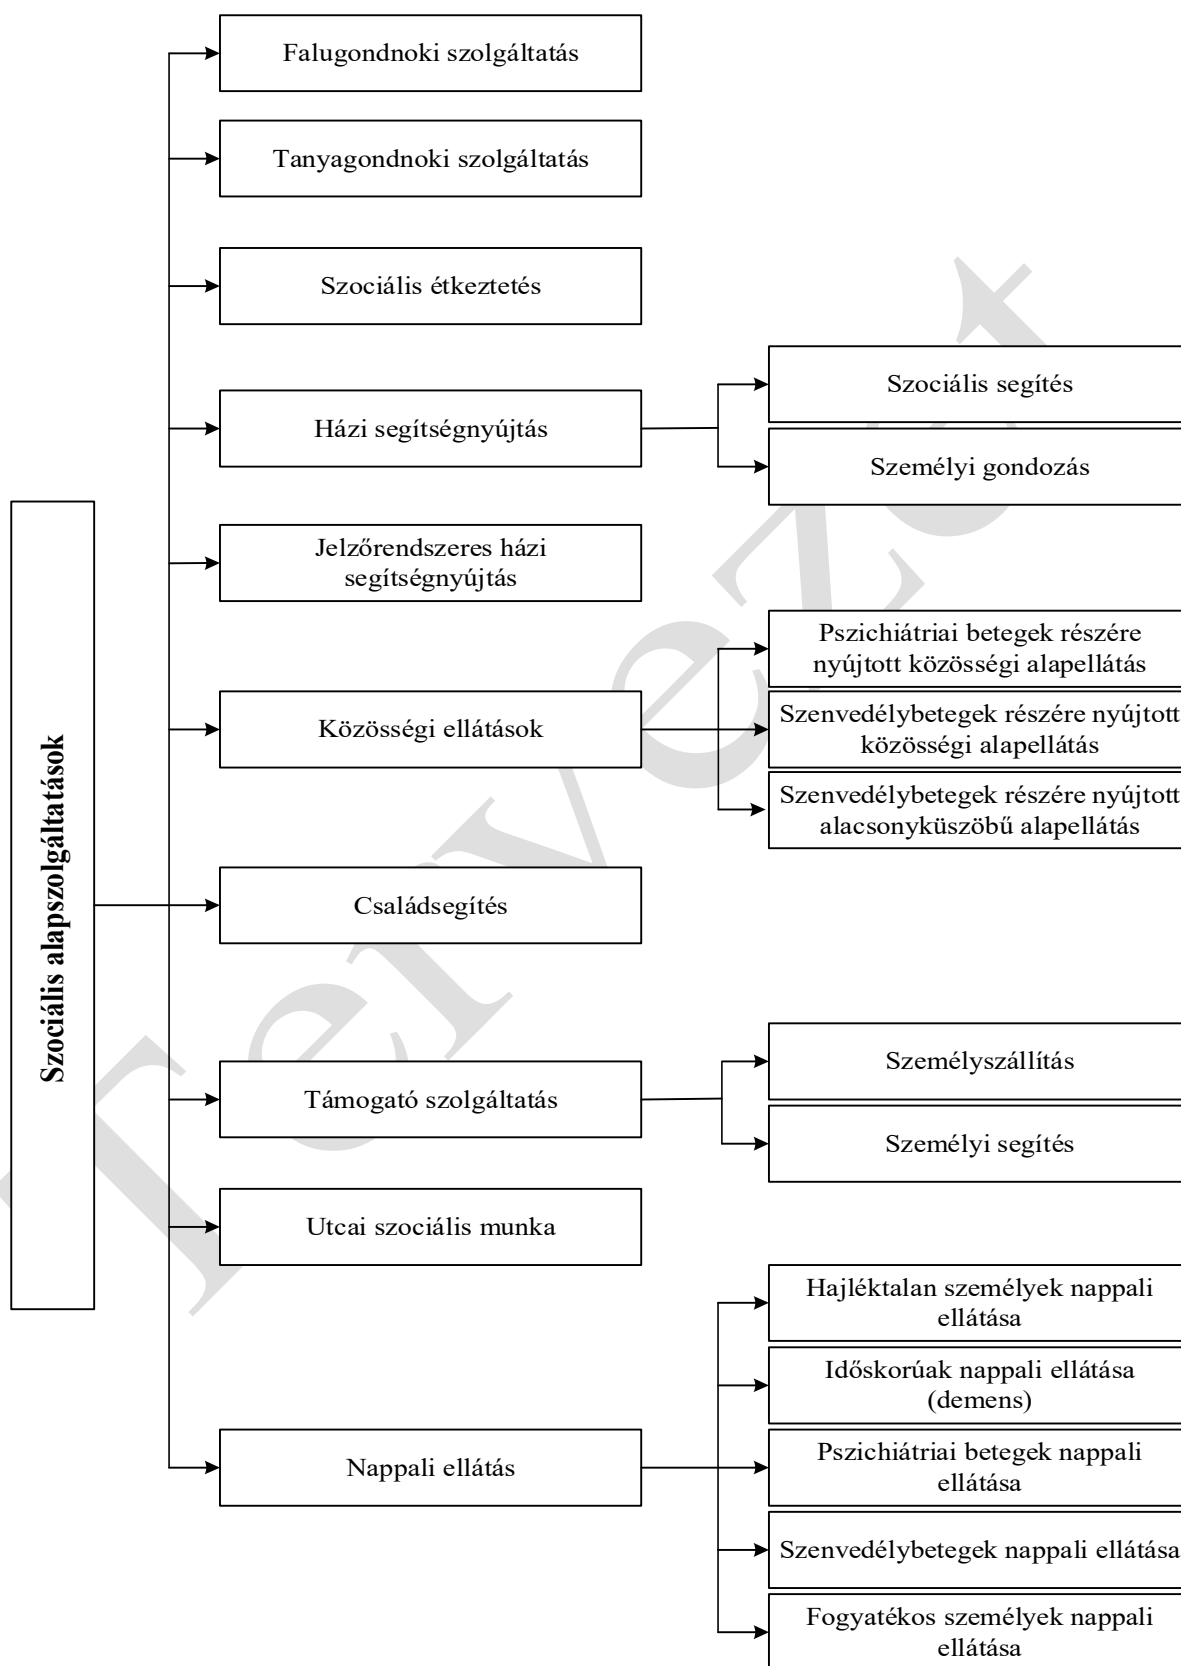 Falugondnoki szolgáltatás
Tanyagondnoki szolgáltatás
Szociális étkeztetés
Házi segítségnyújtás
Szociális segítés
Személyi gondozás
Jelzőrendszeres házi
segítségnyújtás
Közösségi ellátások
Pszichiátriai betegek részére
nyújtott közösségi alapellátás
Szenvedélybetegek részére nyújtott
közösségi alapellátás
Szenvedélybetegek részére nyújtott
alacsonyküszöbű alapellátás
Szociális alapszolgáltatások
Családsegítés
Támogató szolgáltatás
Személyszállítás
Személyi segítés
Utcai szociális munka
Nappali ellátás
Hajléktalan személyek nappali
ellátása
Időskorúak nappali ellátása
(demens)
Pszichiátriai betegek nappali
ellátása
Szenvedélybetegek nappali ellátása
Fogyatékos személyek nappali
ellátása
Tervezet